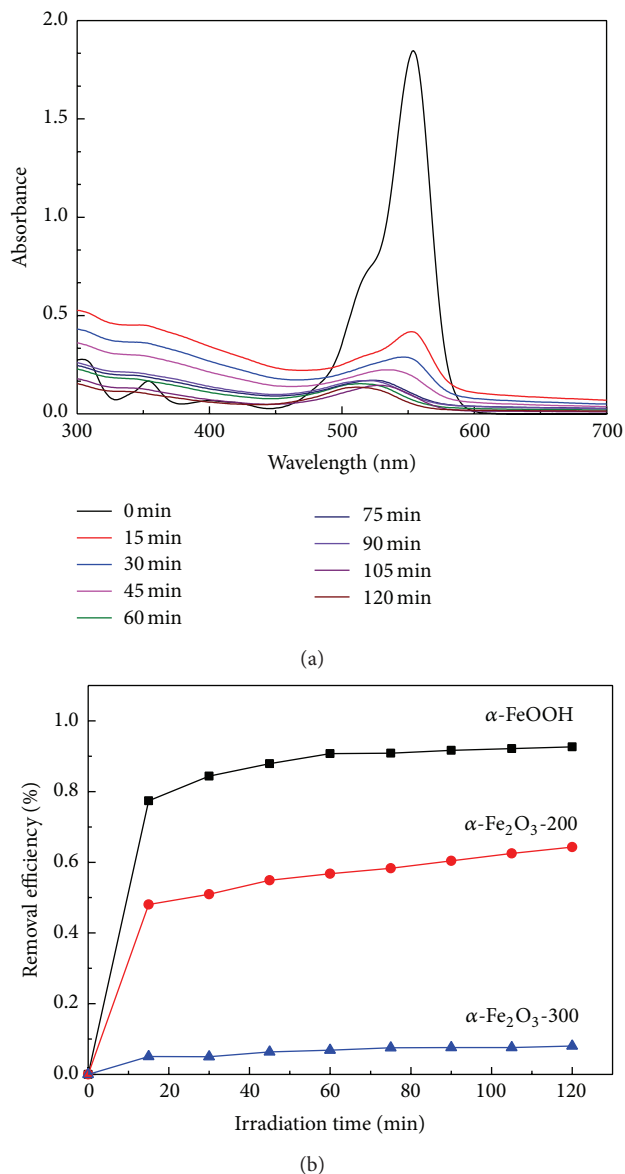 2.0
1.5
1.0
0.5
0.0
Absorbance
300 400 500 600 700
Wavelength (nm)
0 min
15 min
30 min
45 min
60 min
75 min
90 min
105 min
120 min
(a)
1.0
0.8
0.6
0.4
0.2
0.0
Removal efficiency (%)
α-FeOOH
α-Fe₂O₃-200
α-Fe₂O₃-300
0 20 40 60 80 100 120
Irradiation time (min)
(b)